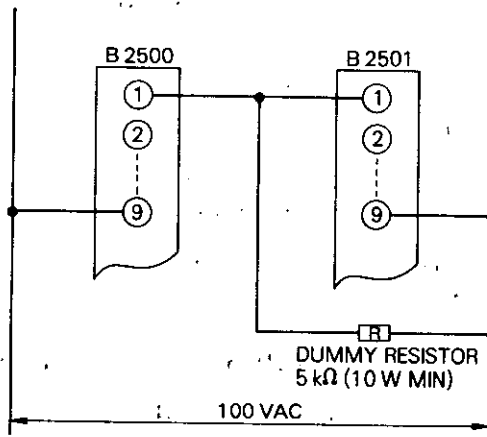 B 2500
B 2501
1
1
2
2
9
9
R
DUMMY RESISTOR
5 kΩ (10 W MIN)
100 VAC